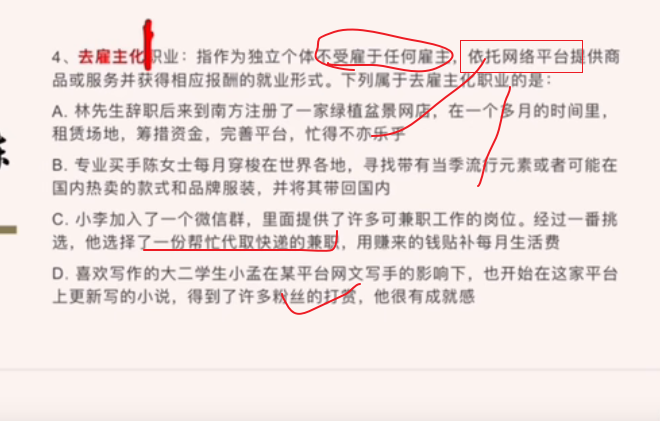 4、去雇主化职业：指作为独立个体不受雇于任何雇主，依托网络平台提供商
品或服务并获得相应报酬的就业形式。下列属于去雇主化职业的是：
A. 林先生辞职后来到南方注册了一家绿植盆景网店，在一个多月的时间里，
租赁场地，筹措资金，完善平台，忙得不亦乐乎
B. 专业买手陈女士每月穿梭在世界各地，寻找带有当季流行元素或者可能在
国内热卖的款式和品牌服装，并将其带回国内
C. 小李加入了一个微信群，里面提供了许多可兼职工作的岗位。经过一番挑
选，他选择了一份帮忙代取快递的兼职，用赚来的钱贴补每月生活费
D. 喜欢写作的大二学生小孟在某平台网文写手的影响下，也开始在这家平台
上更新写的小说，得到了许多粉丝的打赏，他很有成就感